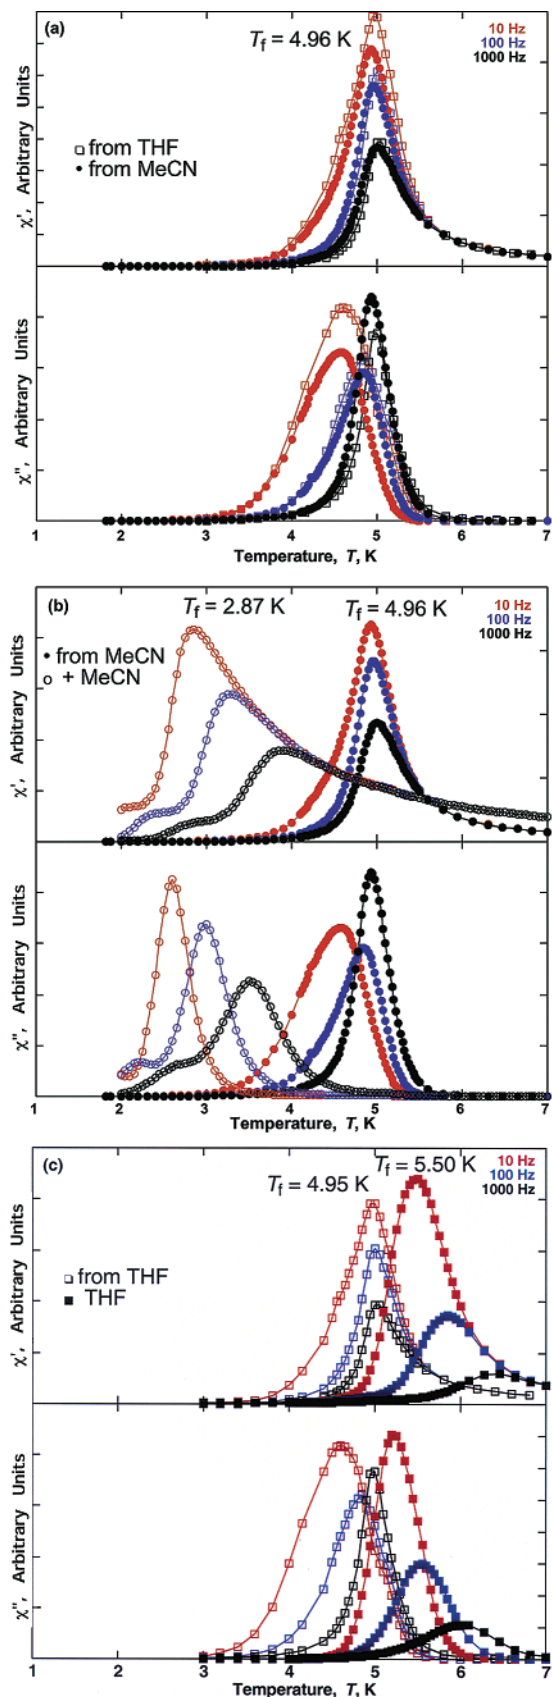 (a)
T_f = 4.96 K
10 Hz
100 Hz
1000 Hz
□ from THF
● from MeCN
χ', Arbitrary Units
χ'', Arbitrary Units
1 2 3 4 5 6 7
Temperature, T, K
(b)
T_f = 2.87 K T_f = 4.96 K
10 Hz
100 Hz
1000 Hz
● from MeCN
○ + MeCN
χ', Arbitrary Units
χ'', Arbitrary Units
1 2 3 4 5 6 7
Temperature, T, K
(c)
T_f = 4.95 K T_f = 5.50 K
10 Hz
100 Hz
1000 Hz
□ from THF
■ THF
χ', Arbitrary Units
χ'', Arbitrary Units
1 2 3 4 5 6 7
Temperature, T, K